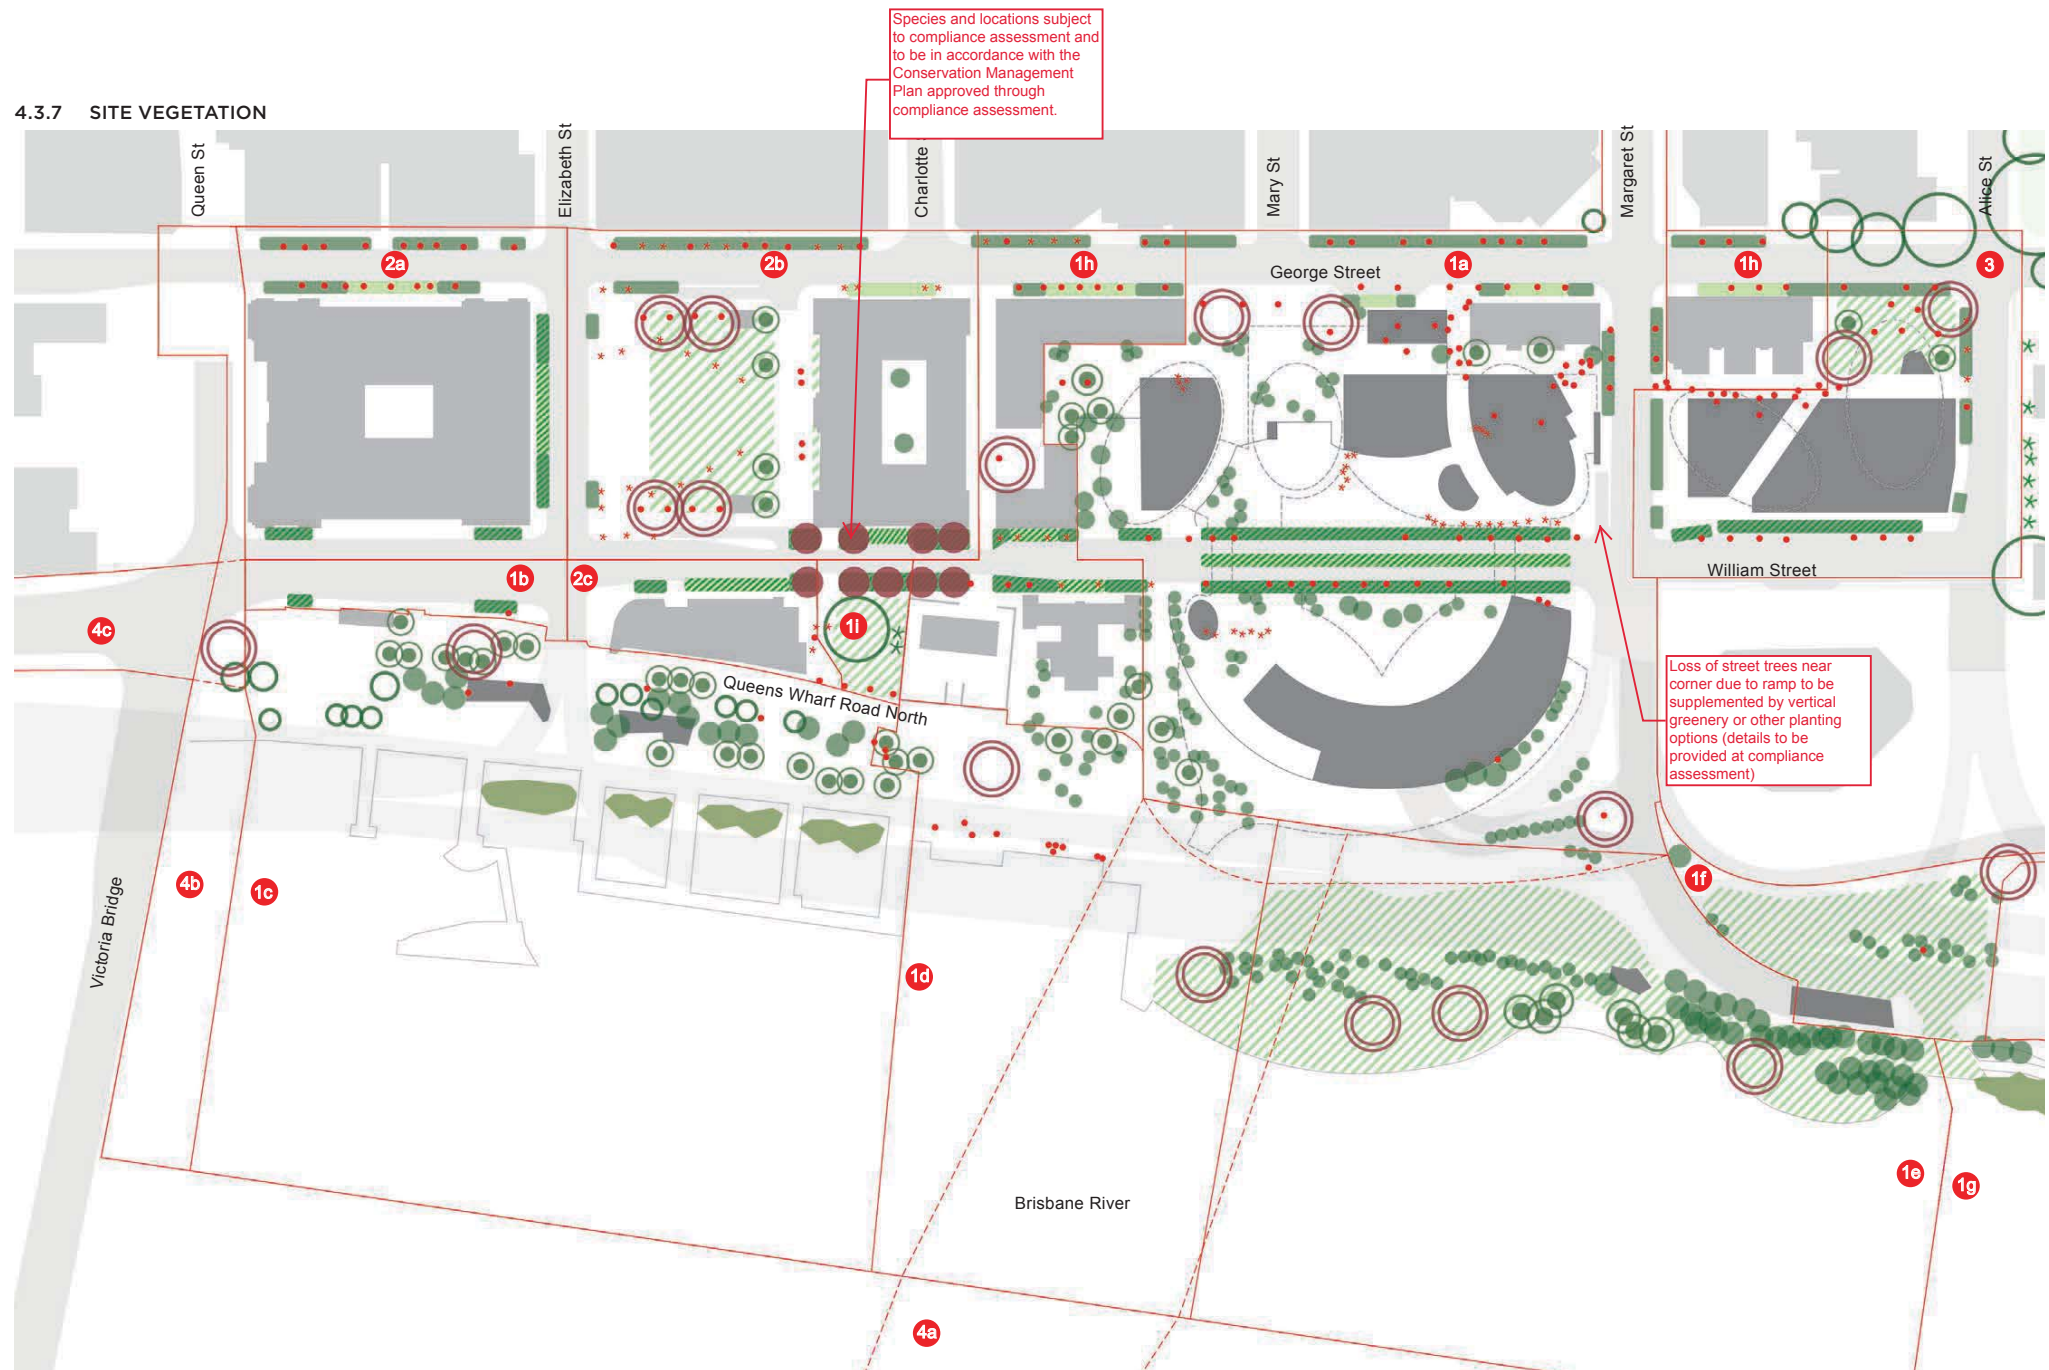 Species and locations subject
to compliance assessment and
to be in accordance with the
Conservation Management
Plan approved through
compliance assessment.
4.3.7 SITE VEGETATION
Queen St
Elizabeth St
Charlotte
Mary St
Margaret St
Alice St
2a
2b
1h
George Street
1a
1h
3
1b
2c
William Street
4c
1i
Queens Wharf Road North
Loss of street trees near
corner due to ramp to be
supplemented by vertical
greenery or other planting
options (details to be
provided at compliance
assessment)
Victoria Bridge
4b
1c
1f
1d
1e
1g
Brisbane River
4a